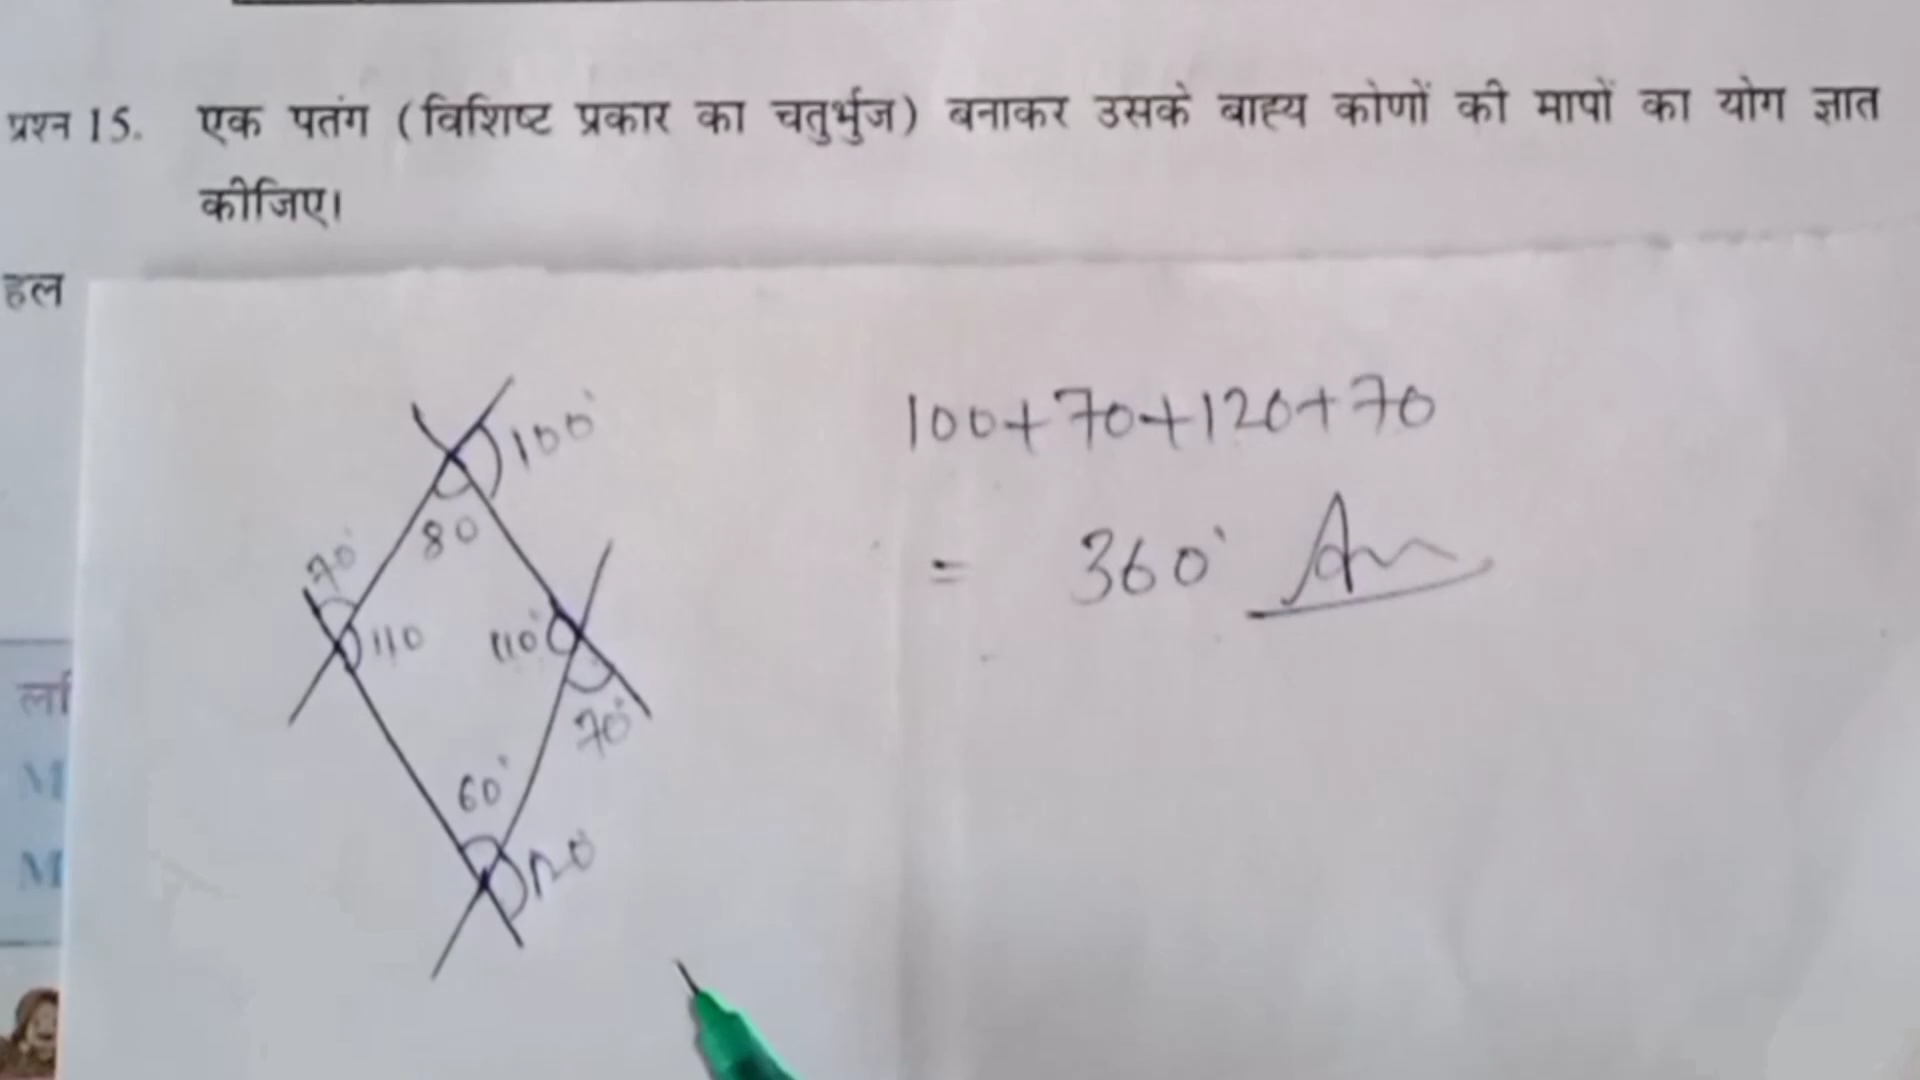 प्रश्न 15. एक पतंग (विशिष्ट प्रकार का चतुर्भुज) बनाकर उसके बाह्य कोणों की मापों का योग ज्ञात
कीजिए।
हल
100°
80
70°
110
110°
70°
60°
120°
100+70+120+70
= 360° An
M
M